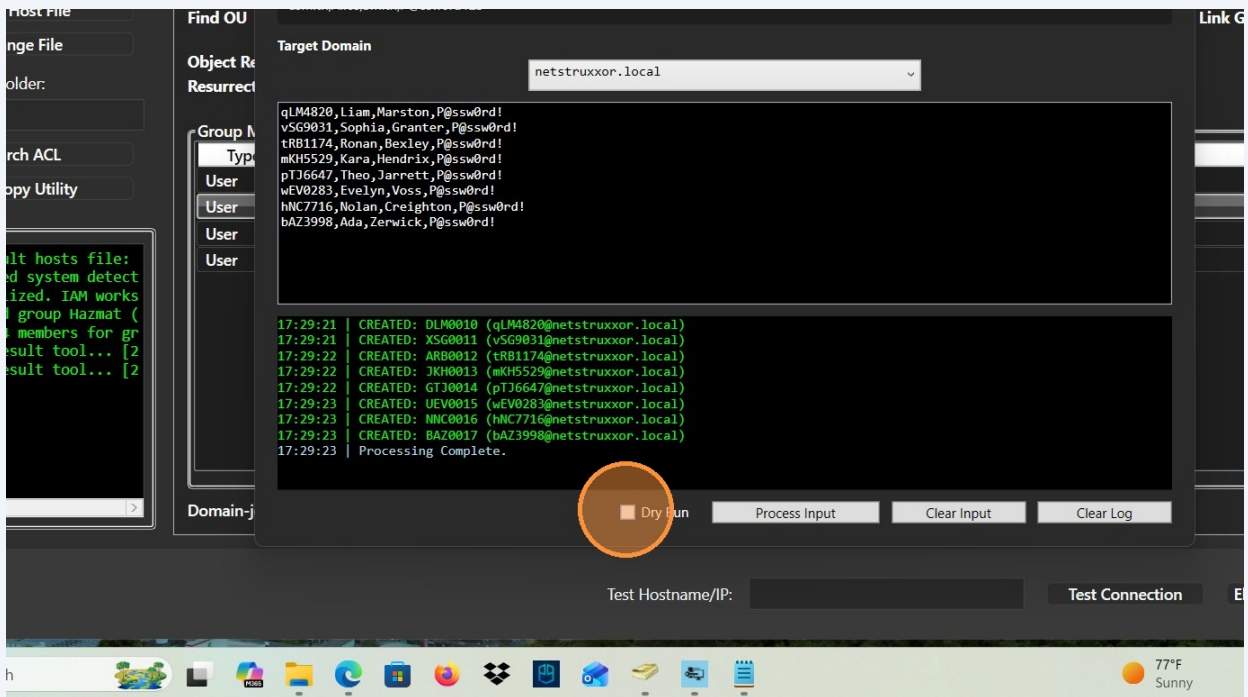 Host File
nge File
older:
rch ACL
opy Utility
ult hosts file:
ed system detect
ized. IAM works
group Hazmat (
members for gr
esult tool... [2
esult tool... [2
Find OU
Object Re
Resurrect
Group M
Type
User
User
User
User
Domain-j
Target Domain
netstruxxor.local
qLM4820,Liam,Marston,P@ssw0rd!
vSG9031,Sophia,Granter,P@ssw0rd!
tRB1174,Ronan,Bexley,P@ssw0rd!
mKH5529,Kara,Hendrix,P@ssw0rd!
pTJ6647,Theo,Jarrett,P@ssw0rd!
wEV0283,Evelyn,Voss,P@ssw0rd!
hNC7716,Nolan,Creighton,P@ssw0rd!
bAZ3998,Ada,Zerwick,P@ssw0rd!
17:29:21 | CREATED: DLM0010 (qLM4820@netstruxxor.local)
17:29:21 | CREATED: XSG0011 (vSG9031@netstruxxor.local)
17:29:22 | CREATED: ARB0012 (tRB1174@netstruxxor.local)
17:29:22 | CREATED: JKH0013 (mKH5529@netstruxxor.local)
17:29:22 | CREATED: GTJ0014 (pTJ6647@netstruxxor.local)
17:29:23 | CREATED: UEV0015 (wEV0283@netstruxxor.local)
17:29:23 | CREATED: NNC0016 (hNC7716@netstruxxor.local)
17:29:23 | CREATED: BAZ0017 (bAZ3998@netstruxxor.local)
17:29:23 | Processing Complete.
Dry Run
Process Input
Clear Input
Clear Log
Link G
Test Hostname/IP:
Test Connection
El
h
M365
77°F
Sunny